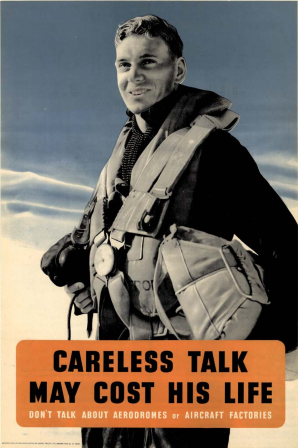 CARELESS TALK
MAY COST HIS LIFE
DON'T TALK ABOUT AERODROMES or AIRCRAFT FACTORIES